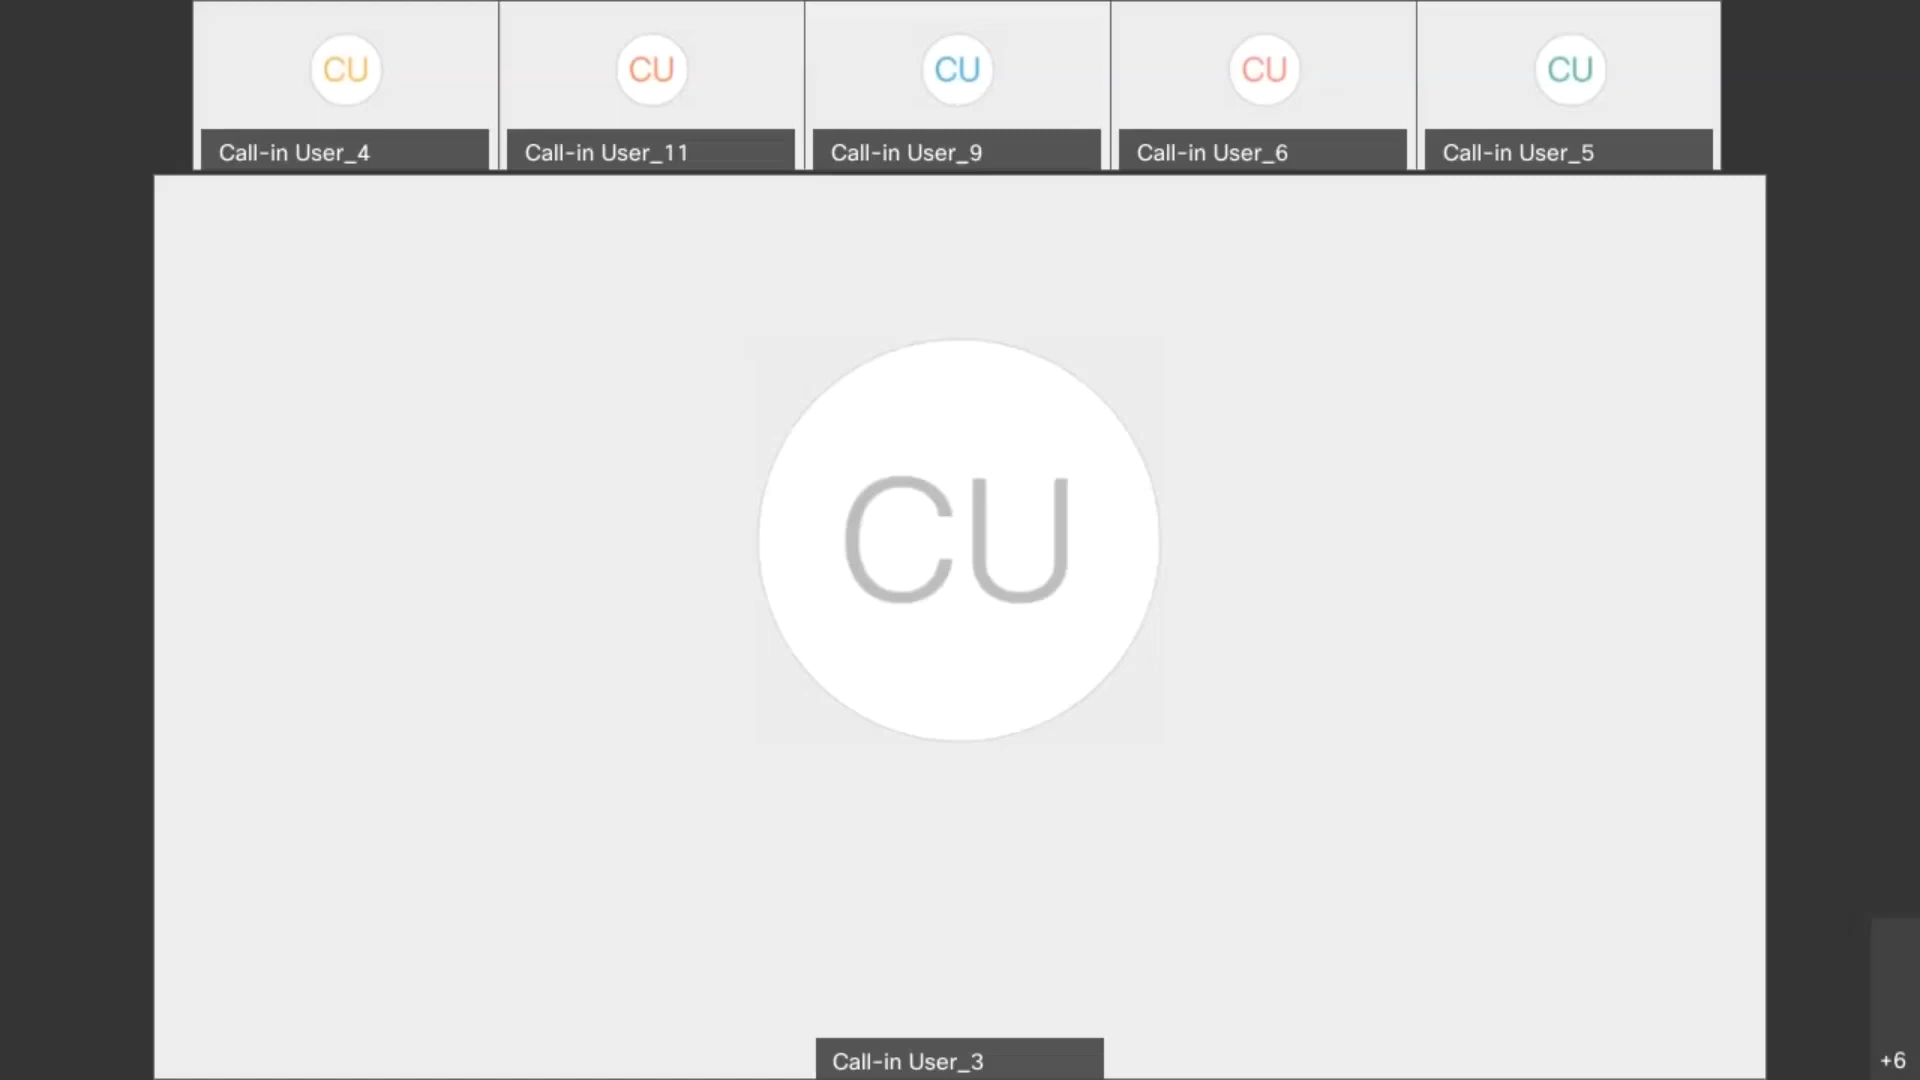 CU
CU
CU
CU
CU
Call-in User_4
Call-in User_11
Call-in User_9
Call-in User_6
Call-in User_5
CU
Call-in User_3
+6